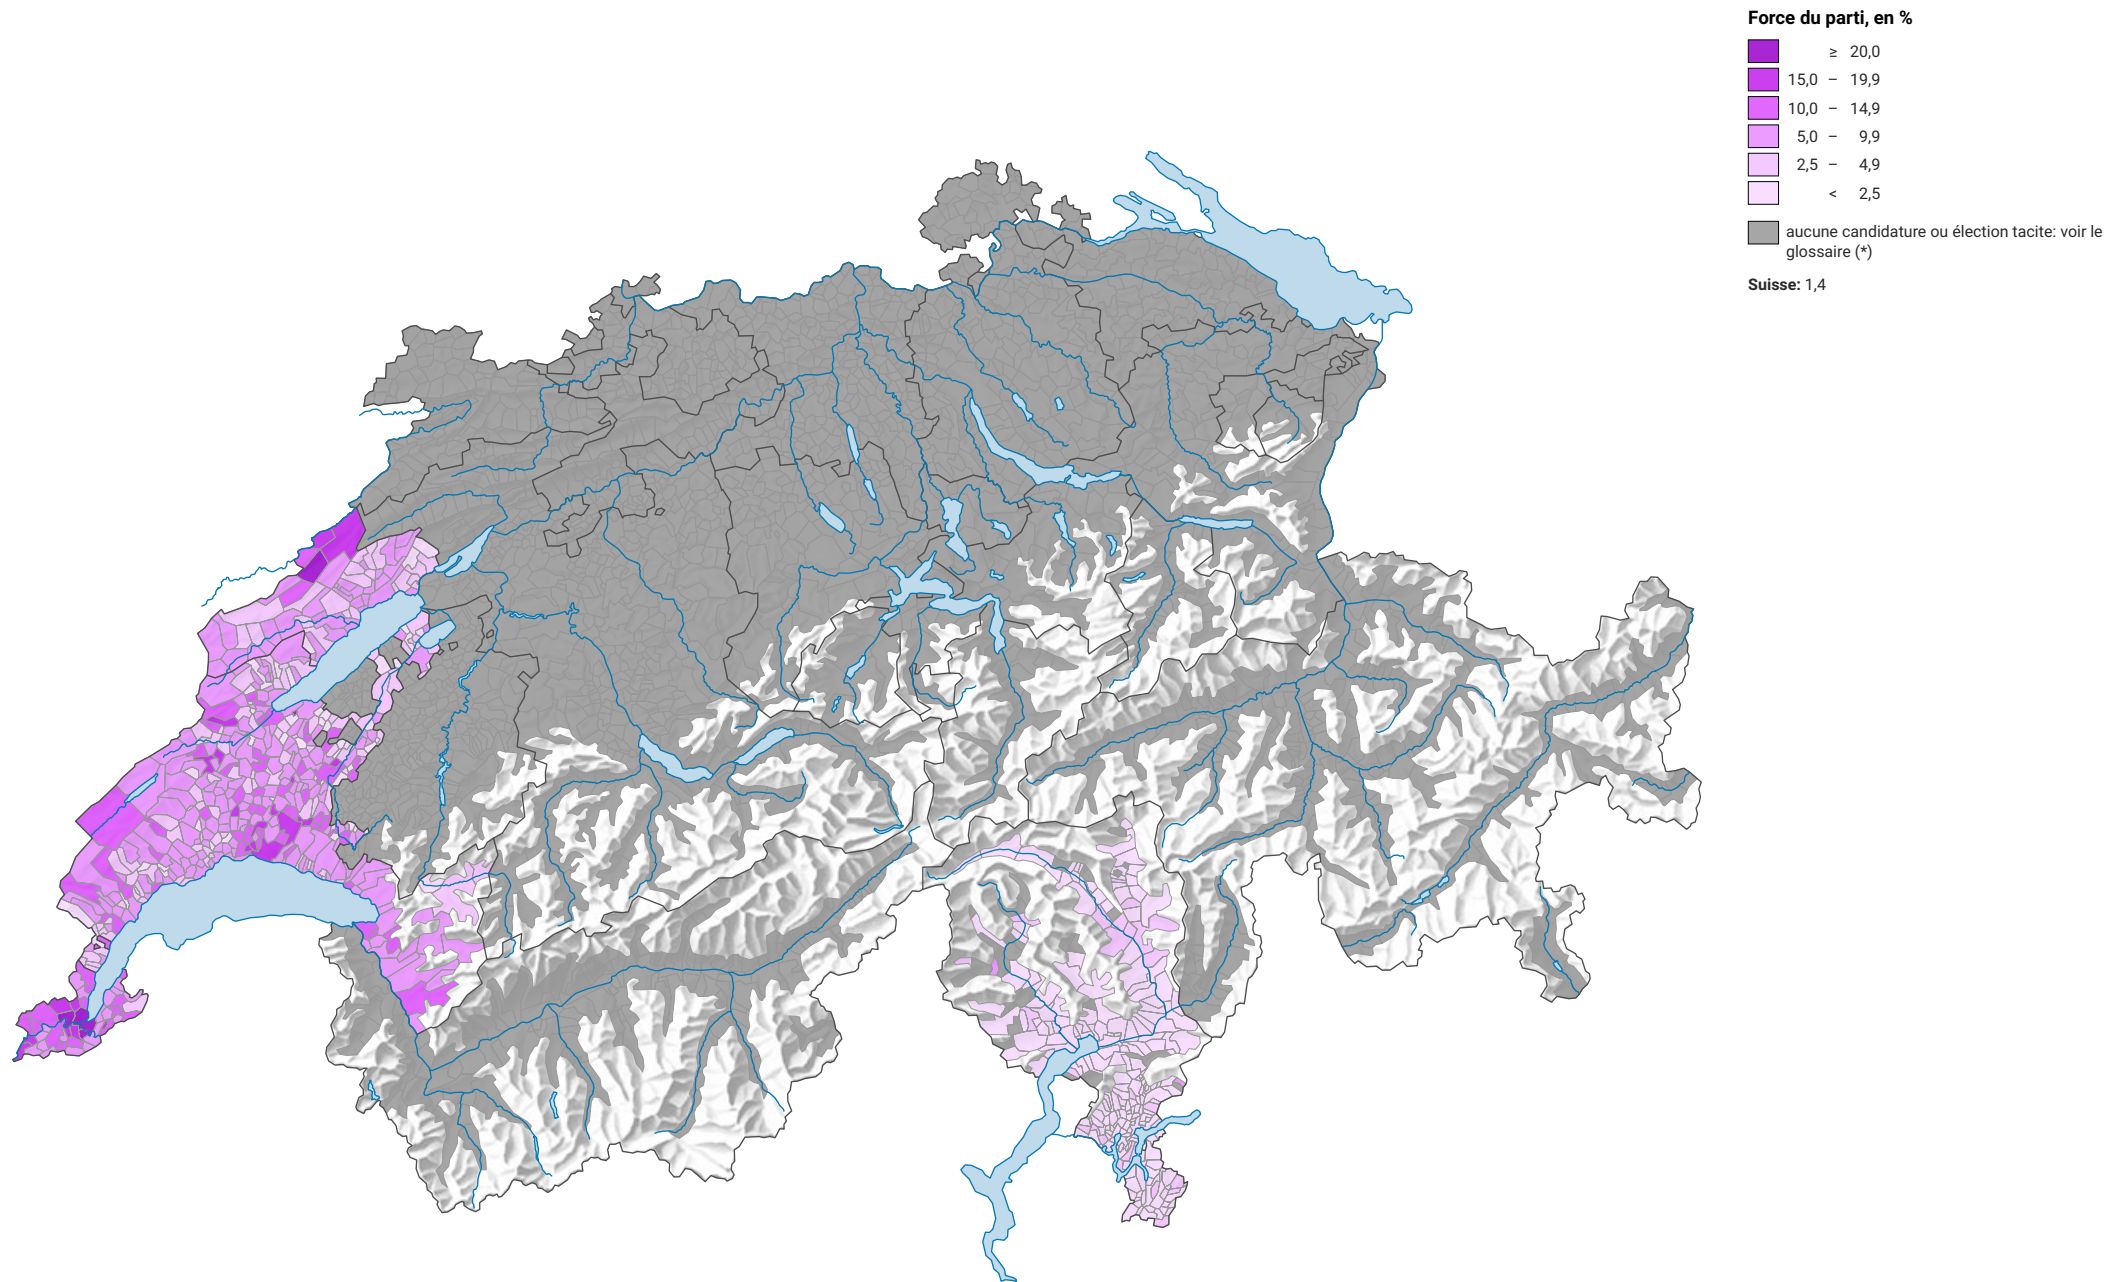 Force du parti, en %
≥ 20,0
15,0 – 19,9
10,0 – 14,9
5,0 – 9,9
2,5 – 4,9
< 2,5
aucune candidature ou élection tacite: voir le
glossaire (*)
Suisse: 1,4